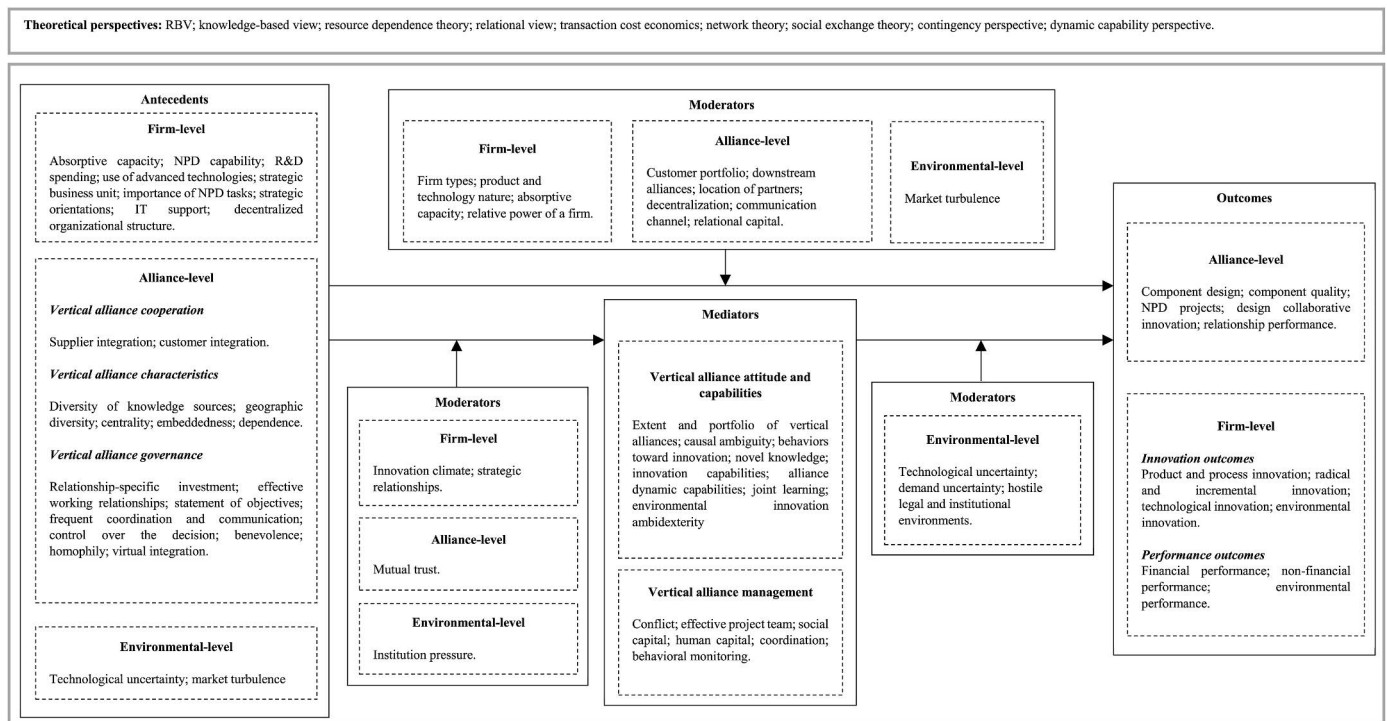 Theoretical perspectives: RBV; knowledge-based view; resource dependence theory; relational view; transaction cost economics; network theory; social exchange theory; contingency perspective; dynamic capability perspective.
Antecedents
Firm-level
Absorptive capacity; NPD capability; R&D
spending; use of advanced technologies; strategic
business unit; importance of NPD tasks; strategic
orientations; IT support; decentralized
organizational structure.
Alliance-level
Vertical alliance cooperation
Supplier integration; customer integration.
Vertical alliance characteristics
Diversity of knowledge sources; geographic
diversity; centrality; embeddedness; dependence.
Vertical alliance governance
Relationship-specific investment; effective
working relationships; statement of objectives;
frequent coordination and communication;
control over the decision; benevolence;
homophily; virtual integration.
Environmental-level
Technological uncertainty; market turbulence
Moderators
Firm-level
Firm types; product and
technology nature; absorptive
capacity; relative power of a firm.
Alliance-level
Customer portfolio; downstream
alliances; location of partners;
decentralization; communication
channel; relational capital.
Environmental-level
Market turbulence
Moderators
Firm-level
Innovation climate; strategic
relationships.
Alliance-level
Mutual trust.
Environmental-level
Institution pressure.
Mediators
Vertical alliance attitude and
capabilities
Extent and portfolio of vertical
alliances; causal ambiguity; behaviors
toward innovation; novel knowledge;
innovation capabilities; alliance
dynamic capabilities; joint learning;
environmental innovation
ambidexterity
Vertical alliance management
Conflict; effective project team; social
capital; human capital; coordination;
behavioral monitoring.
Moderators
Environmental-level
Technological uncertainty;
demand uncertainty; hostile
legal and institutional
environments.
Outcomes
Alliance-level
Component design; component quality;
NPD projects; design collaborative
innovation; relationship performance.
Firm-level
Innovation outcomes
Product and process innovation; radical
and incremental innovation;
technological innovation; environmental
innovation.
Performance outcomes
Financial performance; non-financial
performance; environmental
performance.